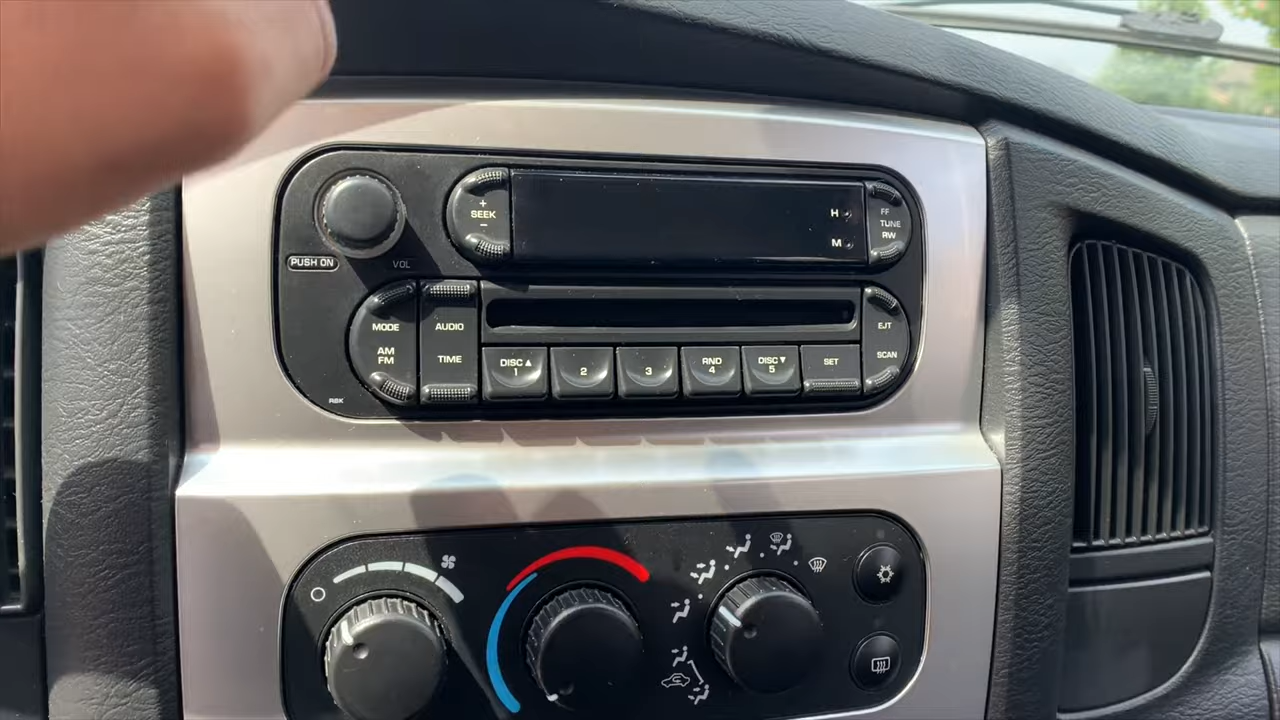 +
SEEK
-
H
M
FF
TUNE
RW
PUSH ON
VOL
MODE
AM
FM
AUDIO
TIME
EJT
SCAN
DISC▲
1
2
3
RND
4
DISC▼
5
SET
RBK